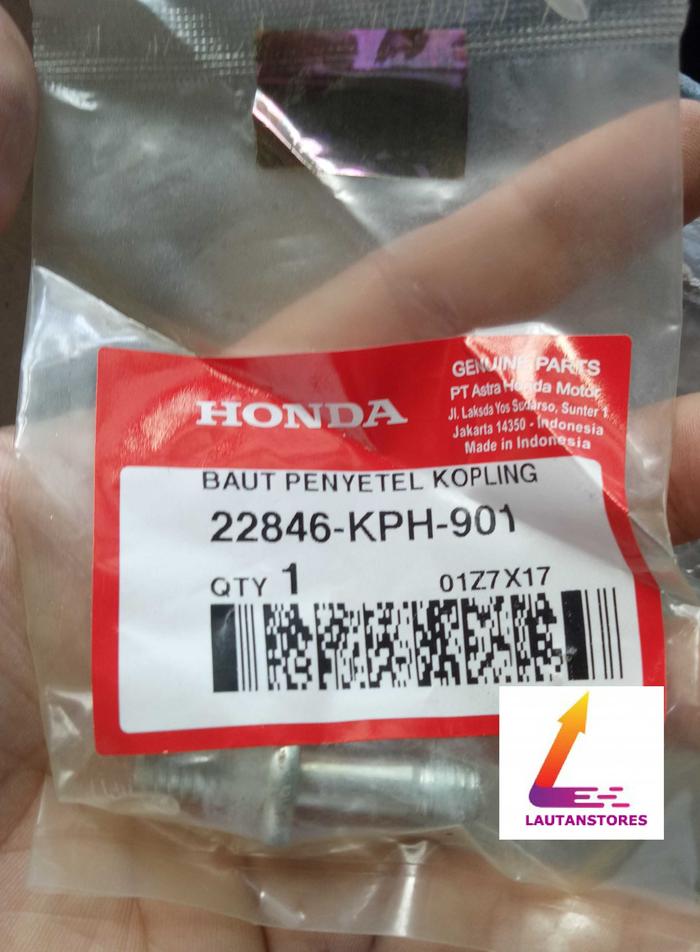 HONDA
GENUINE PARTS
PT Astra Honda Motor
Jl. Laksda Yos Sudarso, Sunter 1
Jakarta 14350 - Indonesia
Made in Indonesia
BAUT PENYETEL KOPLING
22846-KPH-901
QTY 1 01Z7X17
LAUTANSTORES